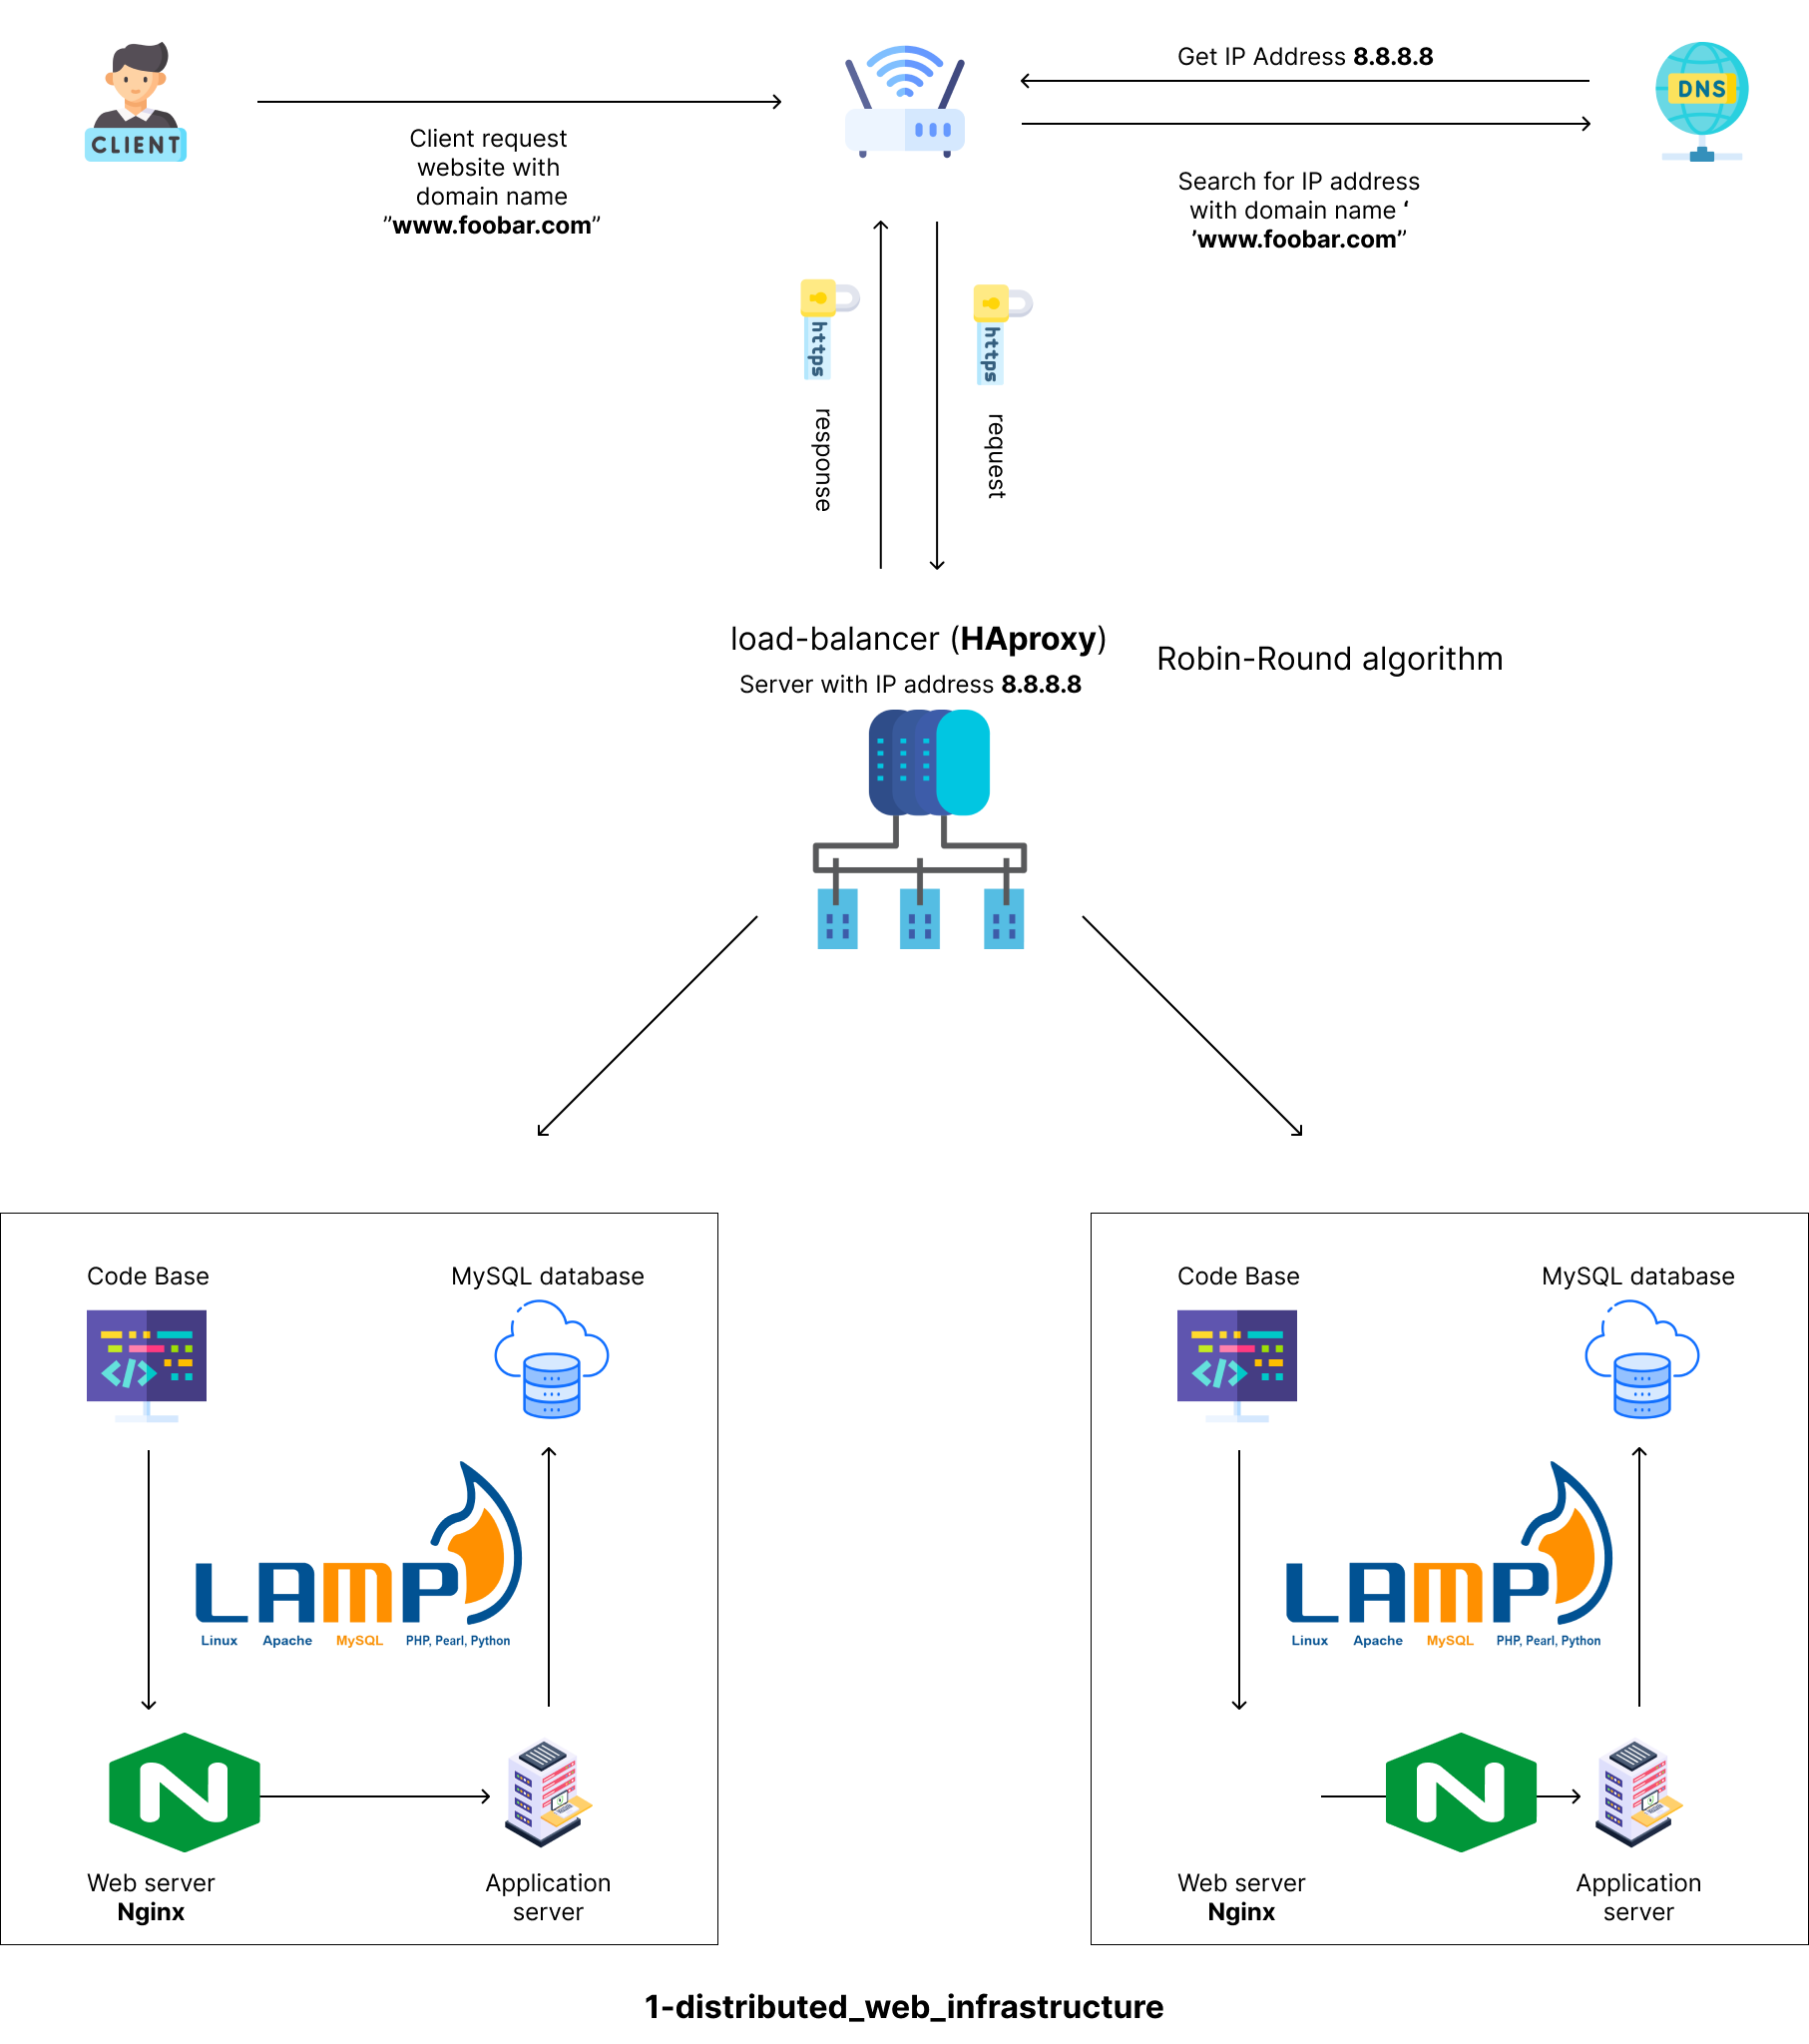 CLIENT
Client request
website with
domain name
”www.foobar.com”
Get IP Address 8.8.8.8
DNS
Search for IP address
with domain name ‘
’www.foobar.com”
https
response
https
request
load-balancer (HAproxy)
Server with IP address 8.8.8.8
Robin-Round algorithm
Code Base
MySQL database
LAMP
Linux Apache MySQL PHP, Pearl, Python
Web server
Nginx
Application
server
Code Base
MySQL database
LAMP
Linux Apache MySQL PHP, Pearl, Python
Web server
Nginx
Application
server
1-distributed_web_infrastructure